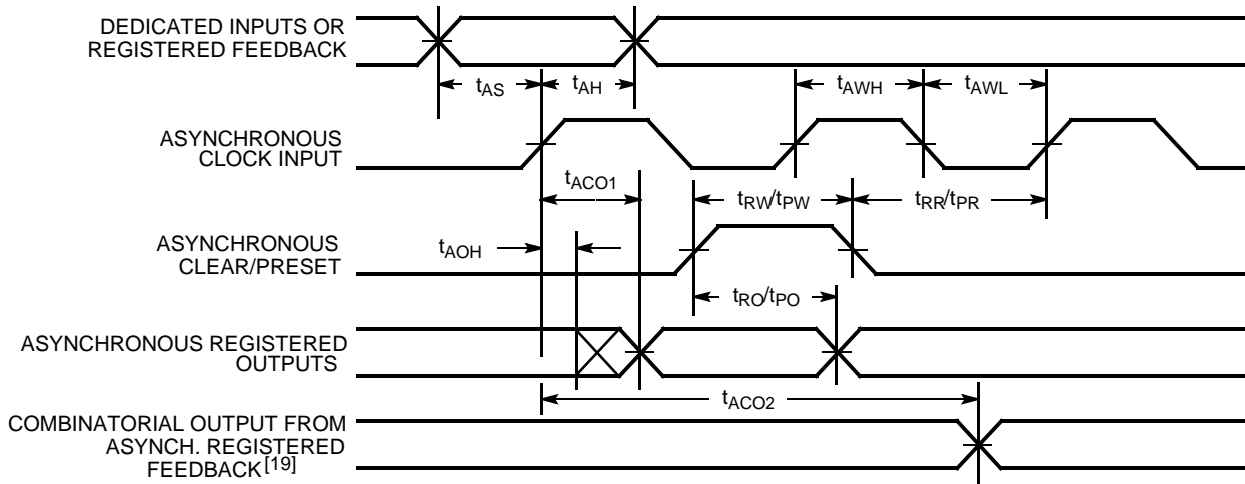 DEDICATED INPUTS OR
REGISTERED FEEDBACK
tAS
tAH
tAWH
tAWL
ASYNCHRONOUS
CLOCK INPUT
tACO1
tRW/tPW
tRR/tPR
ASYNCHRONOUS
CLEAR/PRESET
tAOH
tRO/tPO
ASYNCHRONOUS REGISTERED
OUTPUTS
tACO2
COMBINATORIAL OUTPUT FROM
ASYNCH. REGISTERED
FEEDBACK[19]